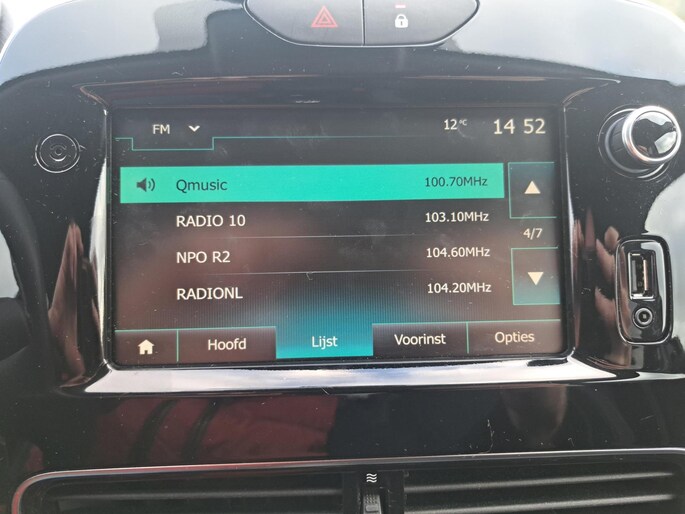 FM 12°C 14 52
Qmusic 100.70MHz
RADIO 10 103.10MHz
4/7
NPO R2 104.60MHz
RADIONL 104.20MHz
Hoofd Lijst Voorinst Opties